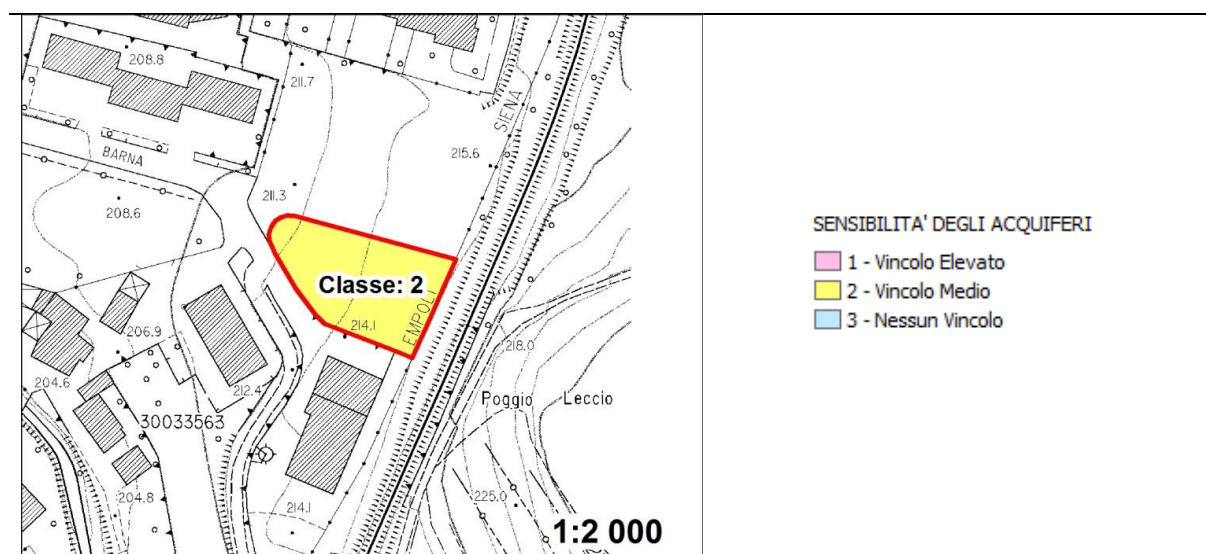 208.8
211.7
SIENA
215.6
BARNA
211.3
208.6
Classe: 2
EMPOLI
214.1
206.9
218.0
204.6
212.4
Poggio Leccio
30033563
204.8
225.0
214.1
1:2 000
SENSIBILITA' DEGLI ACQUIFERI
1 - Vincolo Elevato
2 - Vincolo Medio
3 - Nessun Vincolo